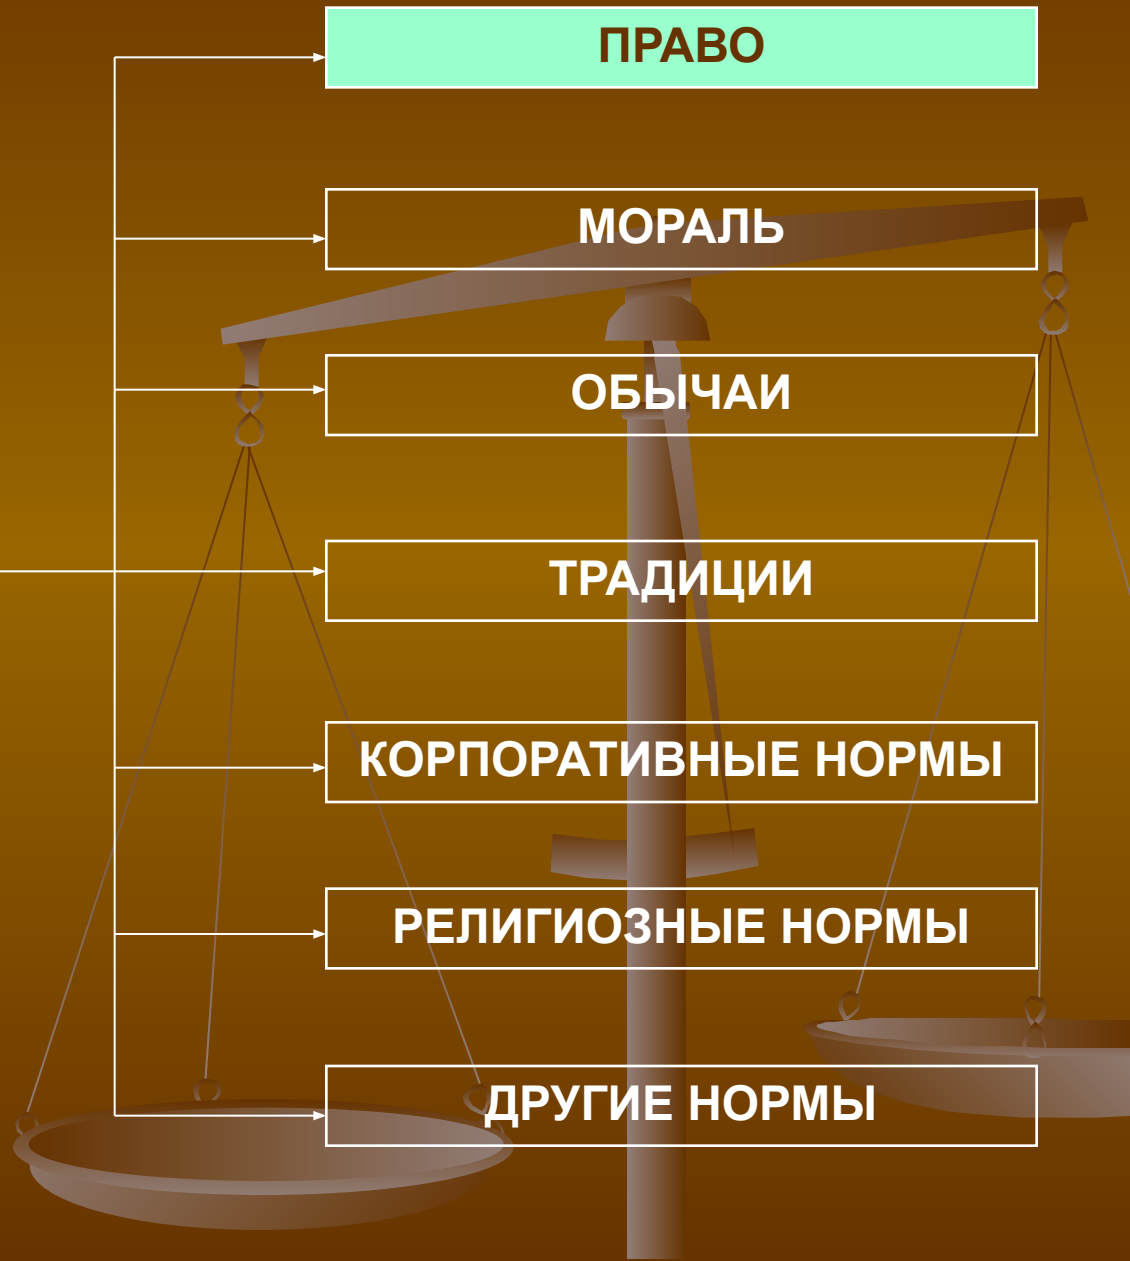 ПРАВО
МОРАЛЬ
ОБЫЧАИ
ТРАДИЦИИ
КОРПОРАТИВНЫЕ НОРМЫ
РЕЛИГИОЗНЫЕ НОРМЫ
ДРУГИЕ НОРМЫ